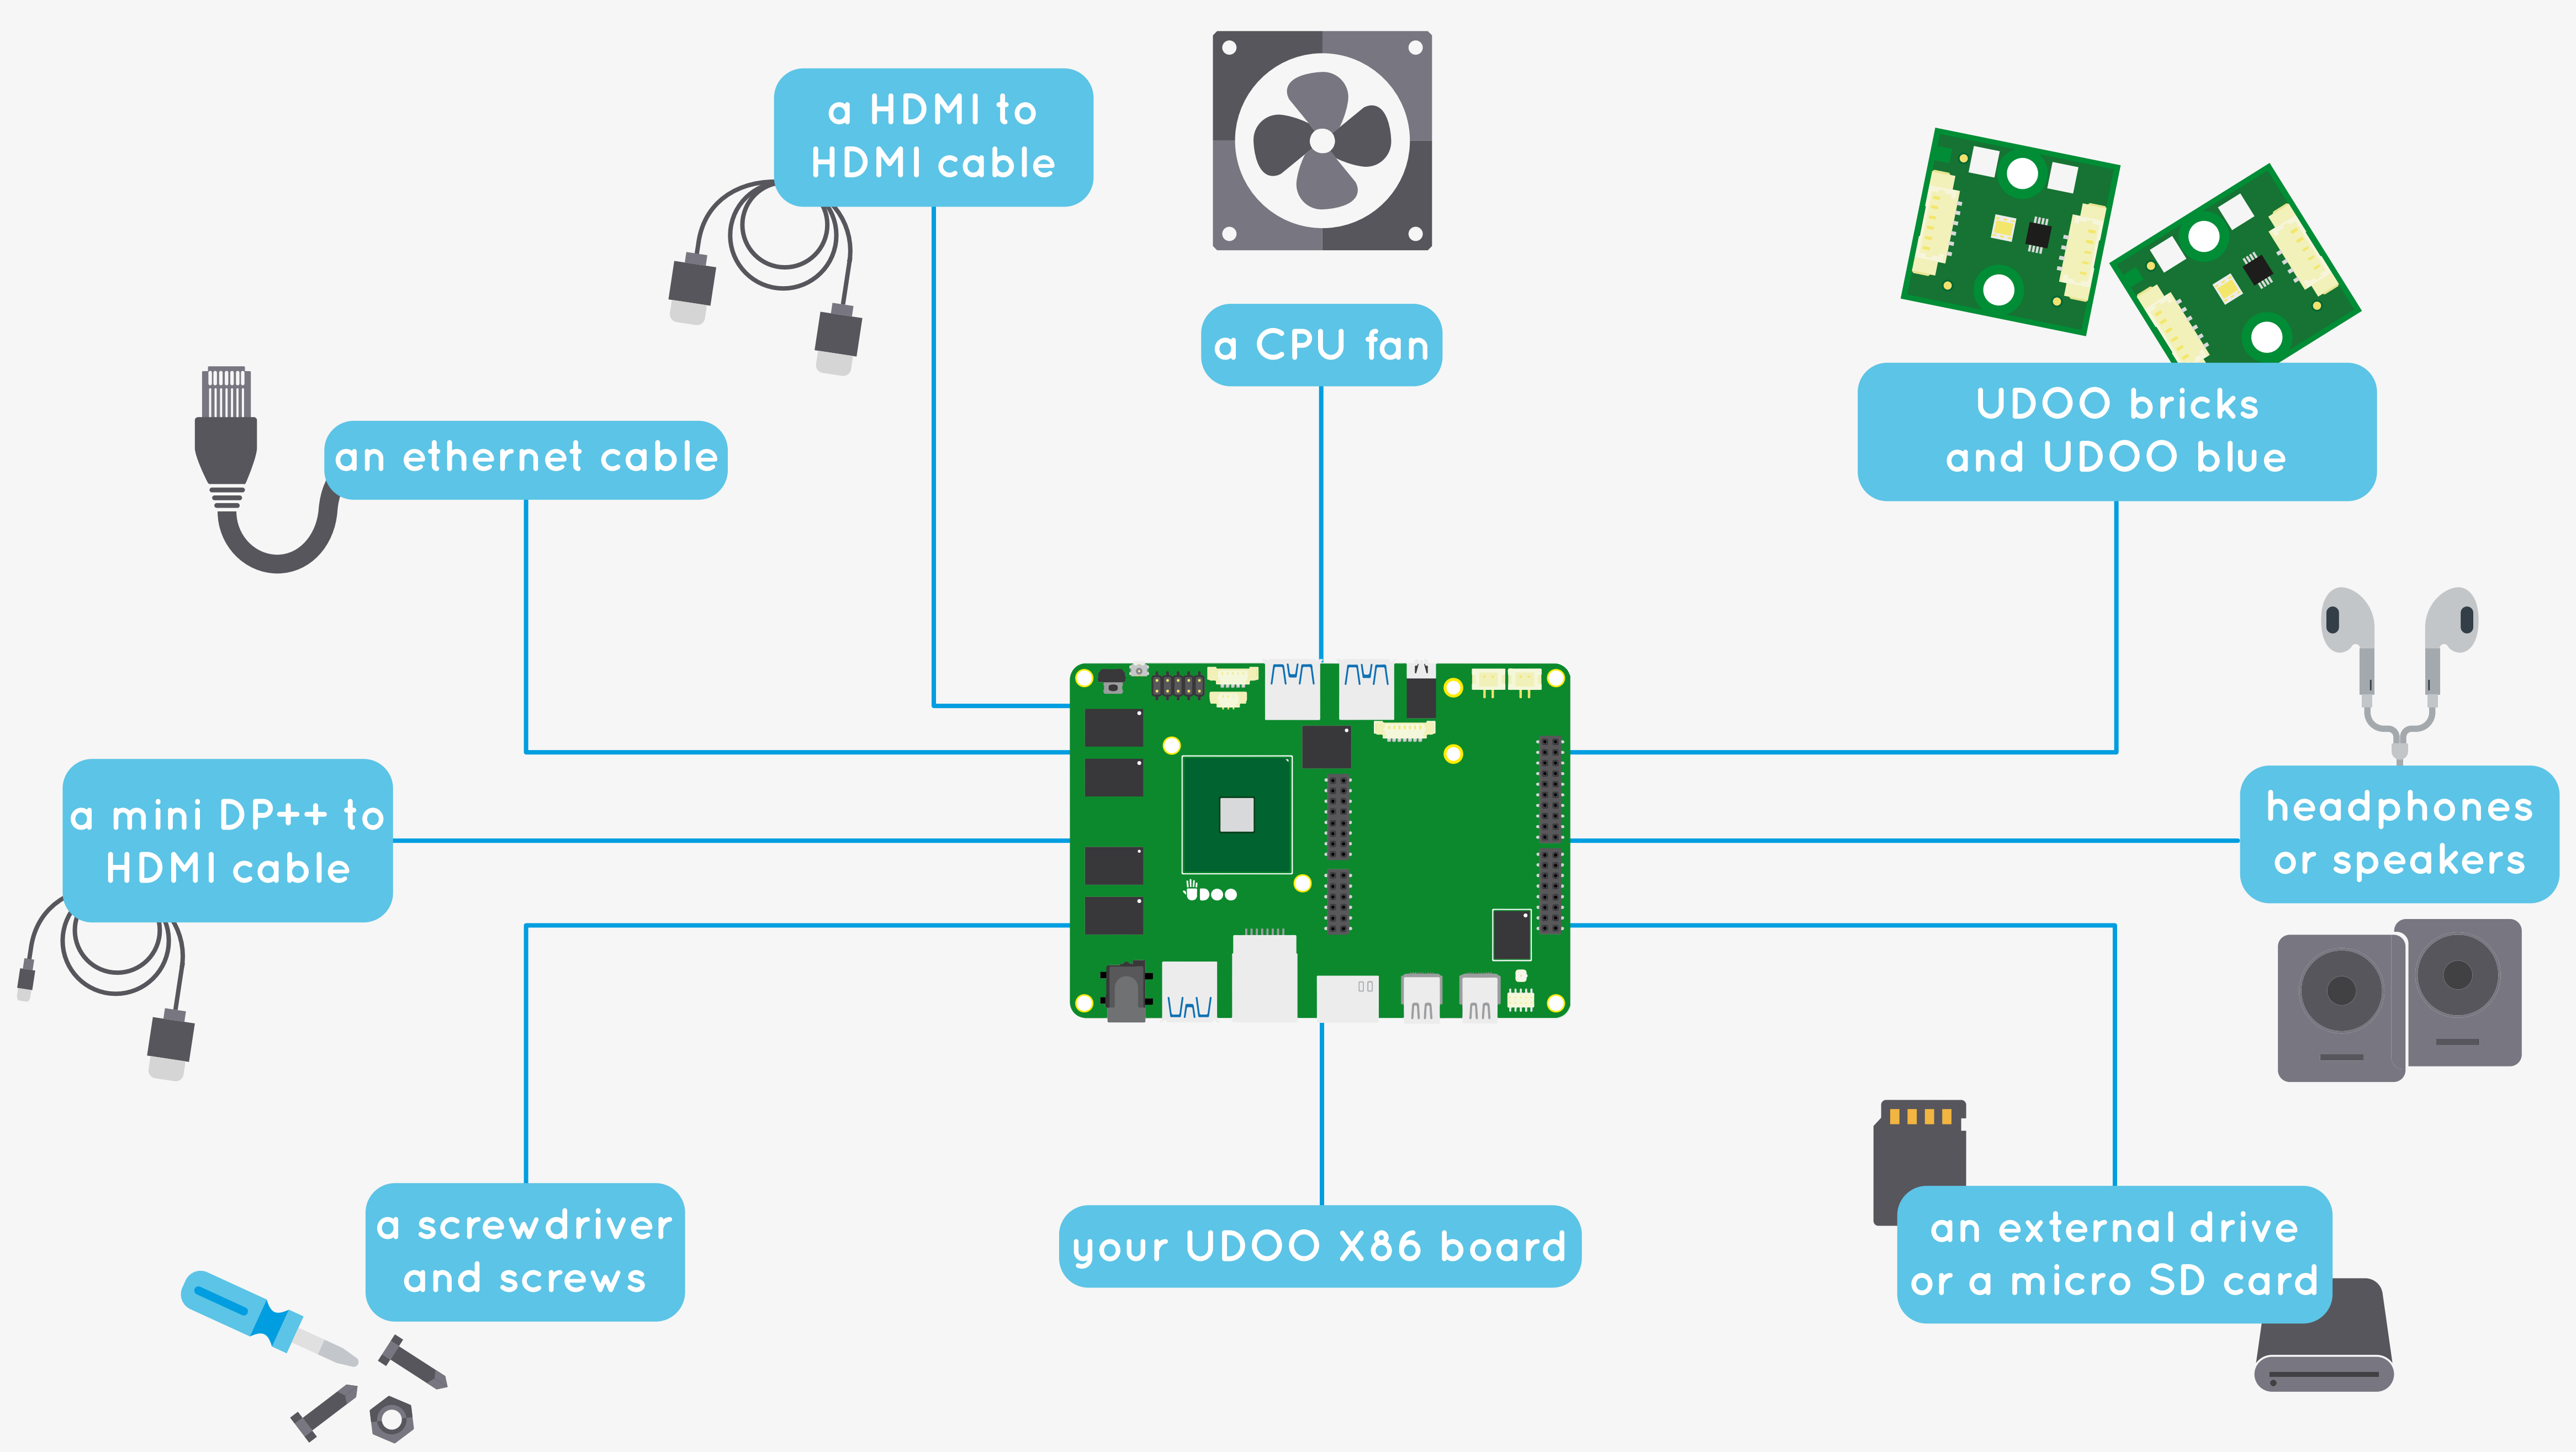 a HDMI to
HDMI cable
a CPU fan
UDOO bricks
and UDOO blue
an ethernet cable
a mini DP++ to
HDMI cable
headphones
or speakers
UDOO
a screwdriver
and screws
your UDOO X86 board
an external drive
or a micro SD card